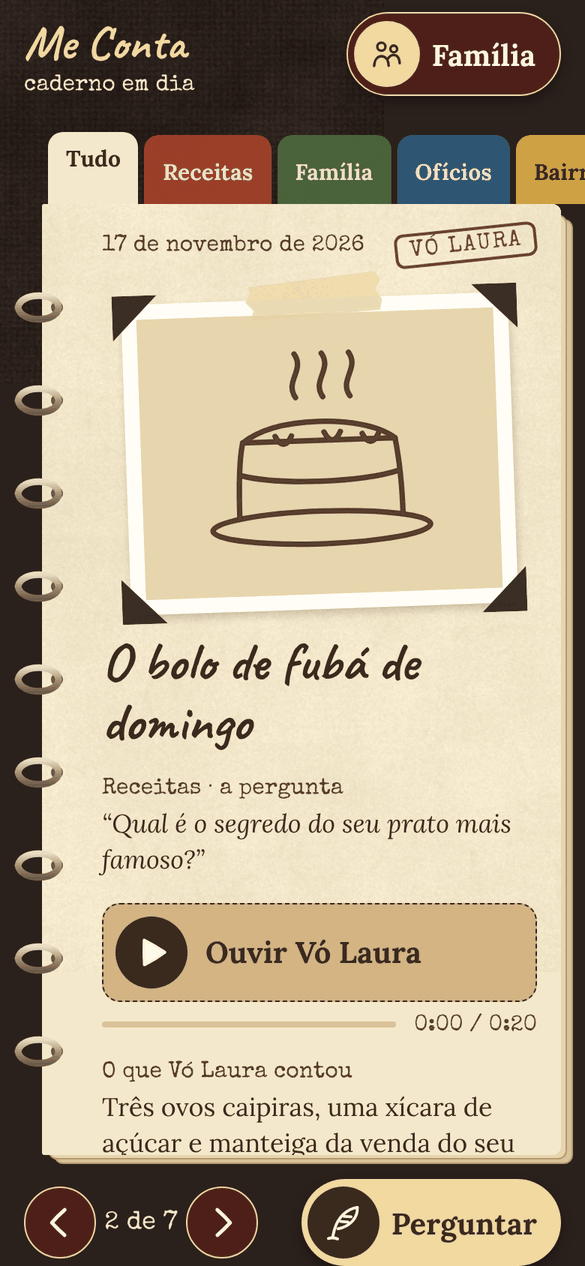 Me Conta
caderno em dia
Família
Tudo
Receitas
Família
Ofícios
Bairr
17 de novembro de 2026
VÓ LAURA
O bolo de fubá de
domingo
Receitas · a pergunta
“Qual é o segredo do seu prato mais
famoso?”
Ouvir Vó Laura
0:00 / 0:20
O que Vó Laura contou
Três ovos caipiras, uma xícara de
açúcar e manteiga da venda do seu
2 de 7
Perguntar